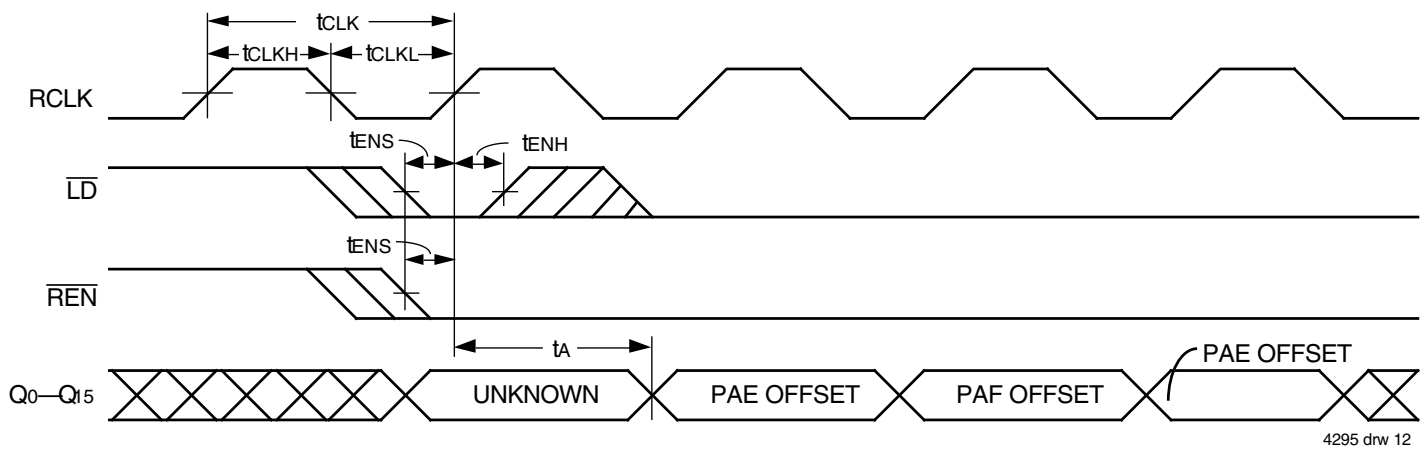 tCLK
tCLKH
tCLKL
RCLK
tENS
tENH
LD
tENS
REN
tA
PAE OFFSET
Q0—Q15
UNKNOWN
PAE OFFSET
PAF OFFSET
4295 drw 12